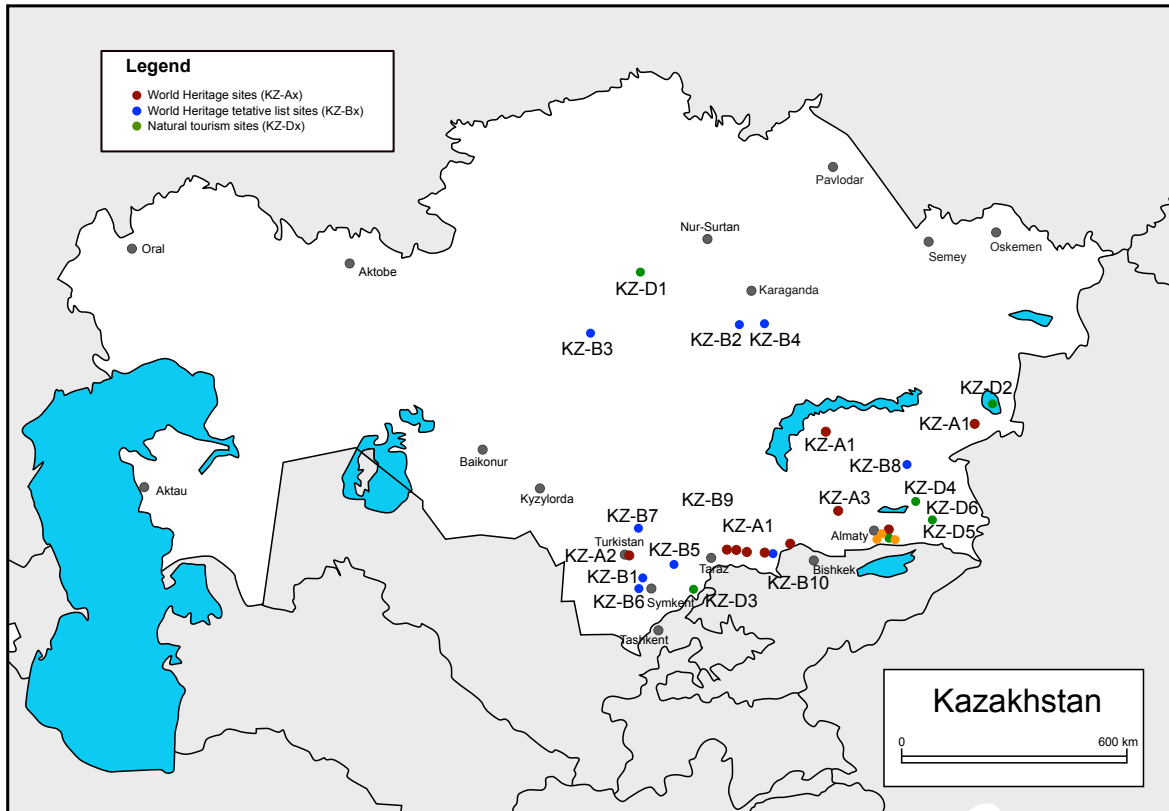 Legend
World Heritage sites (KZ-Ax)
World Heritage tetative list sites (KZ-Bx)
Natural tourism sites (KZ-Dx)
Pavlodar
Nur-Surtan
Oskemen
Semey
Oral
Aktobe
KZ-D1
Karaganda
KZ-B3
KZ-B2
KZ-B4
KZ-D2
KZ-A1
KZ-A1
Baikonur
KZ-B8
Aktau
Kyzylorda
KZ-B9
KZ-A3
KZ-D4
KZ-D6
KZ-B7
KZ-A1
Almaty
KZ-D5
Turkistan
KZ-A2
KZ-B5
Taraz
Bishkek
KZ-B1
KZ-B10
KZ-B6
Symkent
KZ-D3
Tashkent
Kazakhstan
0
600 km